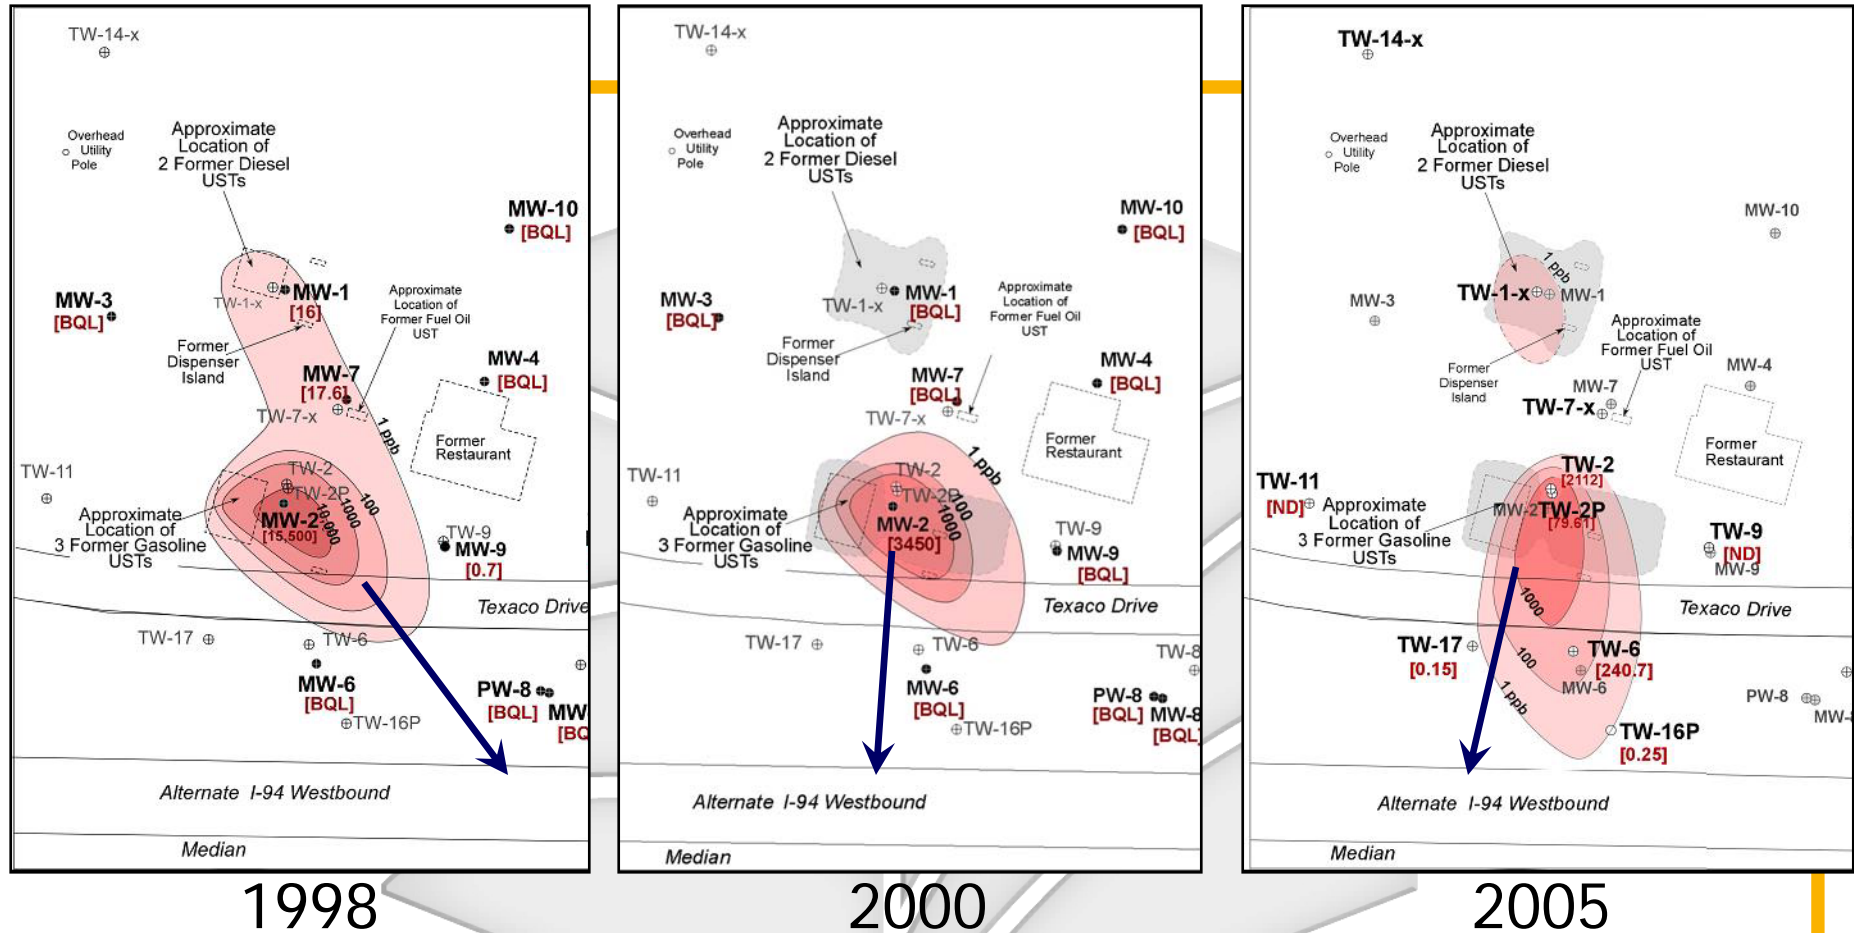 TW-14-x
Overhead
Utility
Pole
Approximate
Location of
2 Former Diesel
USTs
MW-10
[BQL]
MW-3
[BQL]
TW-1-x
MW-1
[16]
Approximate
Location of
Former Fuel Oil
UST
Former
Dispenser
Island
MW-7
[17.6]
TW-7-x
MW-4
[BQL]
1 ppb
Former
Restaurant
TW-11
TW-2
TW-2P
100
1000
10,000
MW-2
[15,500]
Approximate
Location of
3 Former Gasoline
USTs
TW-9
MW-9
[0.7]
Texaco Drive
TW-17
TW-6
MW-6
[BQL]
TW-16P
PW-8
[BQL]
MW
[BQ
Alternate I-94 Westbound
Median
1998
TW-14-x
Overhead
Utility
Pole
Approximate
Location of
2 Former Diesel
USTs
MW-10
[BQL]
MW-3
[BQL]
TW-1-x
MW-1
[BQL]
Approximate
Location of
Former Fuel Oil
UST
Former
Dispenser
Island
MW-7
[BQL]
TW-7-x
MW-4
[BQL]
1 ppb
Former
Restaurant
TW-11
TW-2
TW-2P
100
1000
MW-2
[3450]
Approximate
Location of
3 Former Gasoline
USTs
TW-9
MW-9
[BQL]
Texaco Drive
TW-17
TW-6
MW-6
[BQL]
TW-16P
TW-8
PW-8
[BQL]
MW-8
[BQL]
Alternate I-94 Westbound
Median
2000
TW-14-x
Overhead
Utility
Pole
Approximate
Location of
2 Former Diesel
USTs
MW-10
MW-3
1 ppb
TW-1-x
MW-1
Approximate
Location of
Former Fuel Oil
UST
Former
Dispenser
Island
MW-7
TW-7-x
MW-4
Former
Restaurant
TW-11
[ND]
TW-2
[2112]
MW-2
TW-2P
[79.61]
Approximate
Location of
3 Former Gasoline
USTs
TW-9
[ND]
MW-9
1000
Texaco Drive
TW-17
[0.15]
100
TW-6
[240.7]
MW-6
1 ppb
TW-16P
[0.25]
PW-8
MW-8
Alternate I-94 Westbound
Median
2005